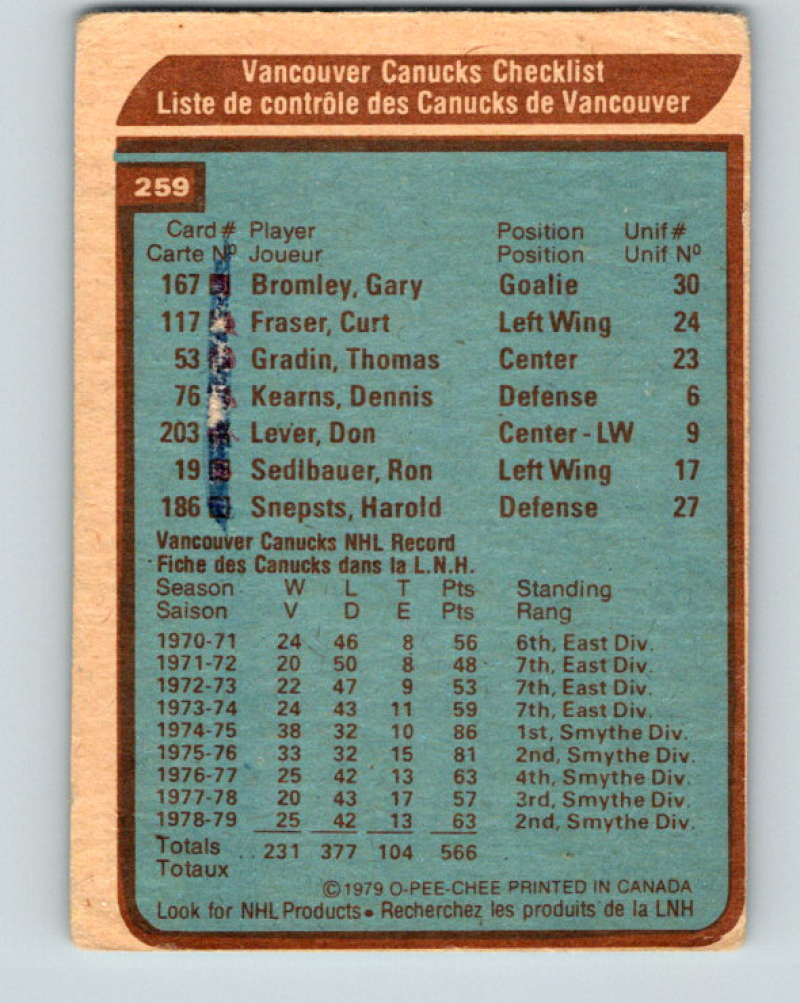 Vancouver Canucks Checklist
Liste de contrôle des Canucks de Vancouver
259
Card # Player Position Unif #
Carte Nº Joueur Position Unif Nº
167 Bromley, Gary Goalie 30
117 Fraser, Curt Left Wing 24
53 Gradin, Thomas Center 23
76 Kearns, Dennis Defense 6
203 Lever, Don Center - LW 9
19 Sedlbauer, Ron Left Wing 17
186 Snepsts, Harold Defense 27
Vancouver Canucks NHL Record
Fiche des Canucks dans la L.N.H.
Season W L T Pts Standing
Saison V D E Pts Rang
1970-71 24 46 8 56 6th, East Div.
1971-72 20 50 8 48 7th, East Div.
1972-73 22 47 9 53 7th, East Div.
1973-74 24 43 11 59 7th, East Div.
1974-75 38 32 10 86 1st, Smythe Div.
1975-76 33 32 15 81 2nd, Smythe Div.
1976-77 25 42 13 63 4th, Smythe Div.
1977-78 20 43 17 57 3rd, Smythe Div.
1978-79 25 42 13 63 2nd, Smythe Div.
Totals .. 231 377 104 566
Totaux
©1979 O-PEE-CHEE PRINTED IN CANADA
Look for NHL Products • Recherchez les produits de la LNH